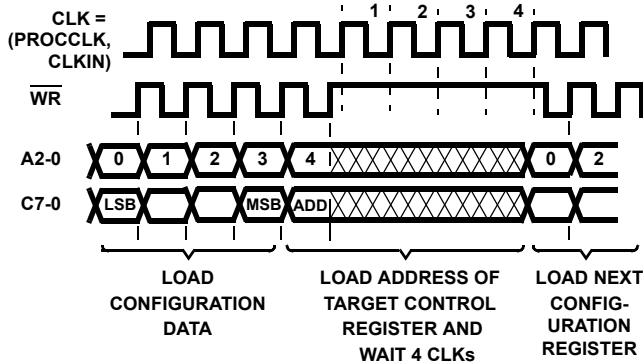 CLK =
(PROCCLK,
CLKIN)
1 2 3 4
WR
A2-0 0 1 2 3 4 0 2
C7-0 LSB MSB ADD
LOAD
CONFIGURATION
DATA
LOAD ADDRESS OF
TARGET CONTROL
REGISTER AND
WAIT 4 CLKs
LOAD NEXT
CONFIG-
URATION
REGISTER